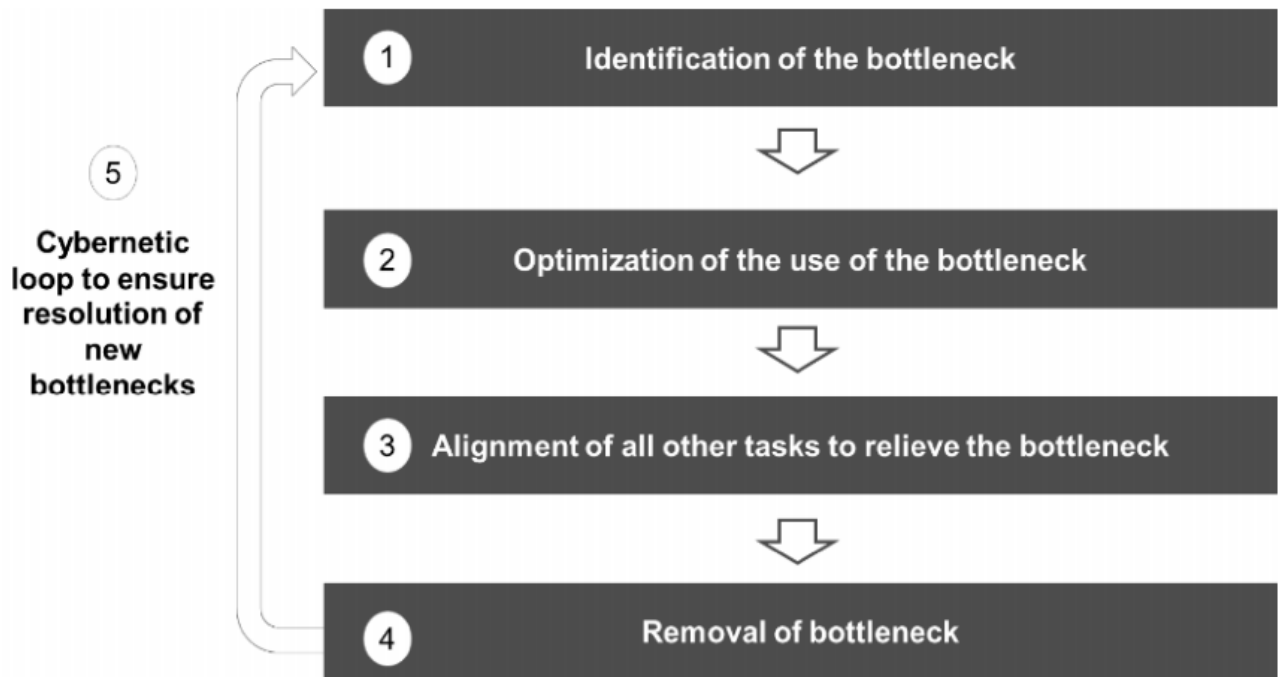 1
Identification of the bottleneck
5
Cybernetic
loop to ensure
resolution of
new
bottlenecks
2
Optimization of the use of the bottleneck
3
Alignment of all other tasks to relieve the bottleneck
4
Removal of bottleneck